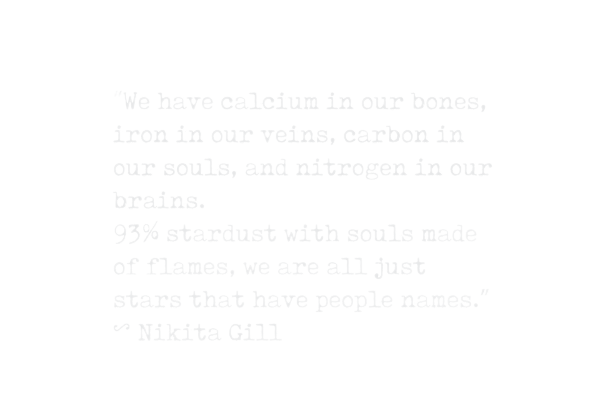 "We have calcium in our bones,
iron in our veins, carbon in
our souls, and nitrogen in our
brains.
93% stardust with souls made
of flames, we are all just
stars that have people names."
~ Nikita Gill